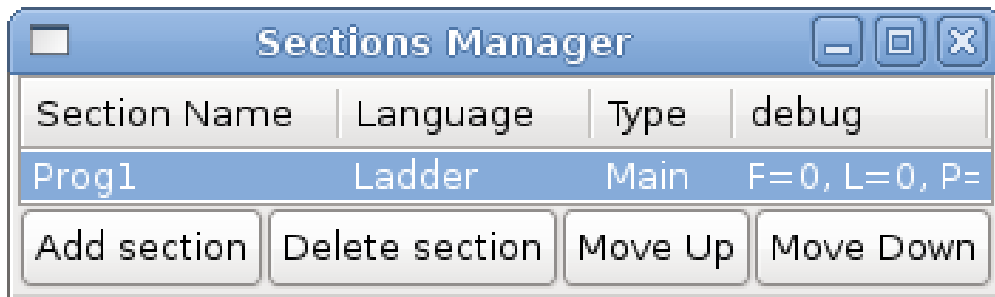 Sections Manager
Section Name Language Type debug
Prog1 Ladder Main F=0, L=0, P=
Add section Delete section Move Up Move Down